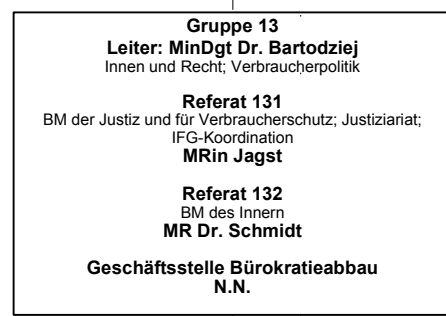 Gruppe 13
Leiter: MinDgt Dr. Bartodziej
Innen und Recht; Verbraucherpolitik
Referat 131
BM der Justiz und für Verbraucherschutz; Justiziariat;
IFG-Koordination
MRin Jagst
Referat 132
BM des Innern
MR Dr. Schmidt
Geschäftsstelle Bürokratieabbau
N.N.